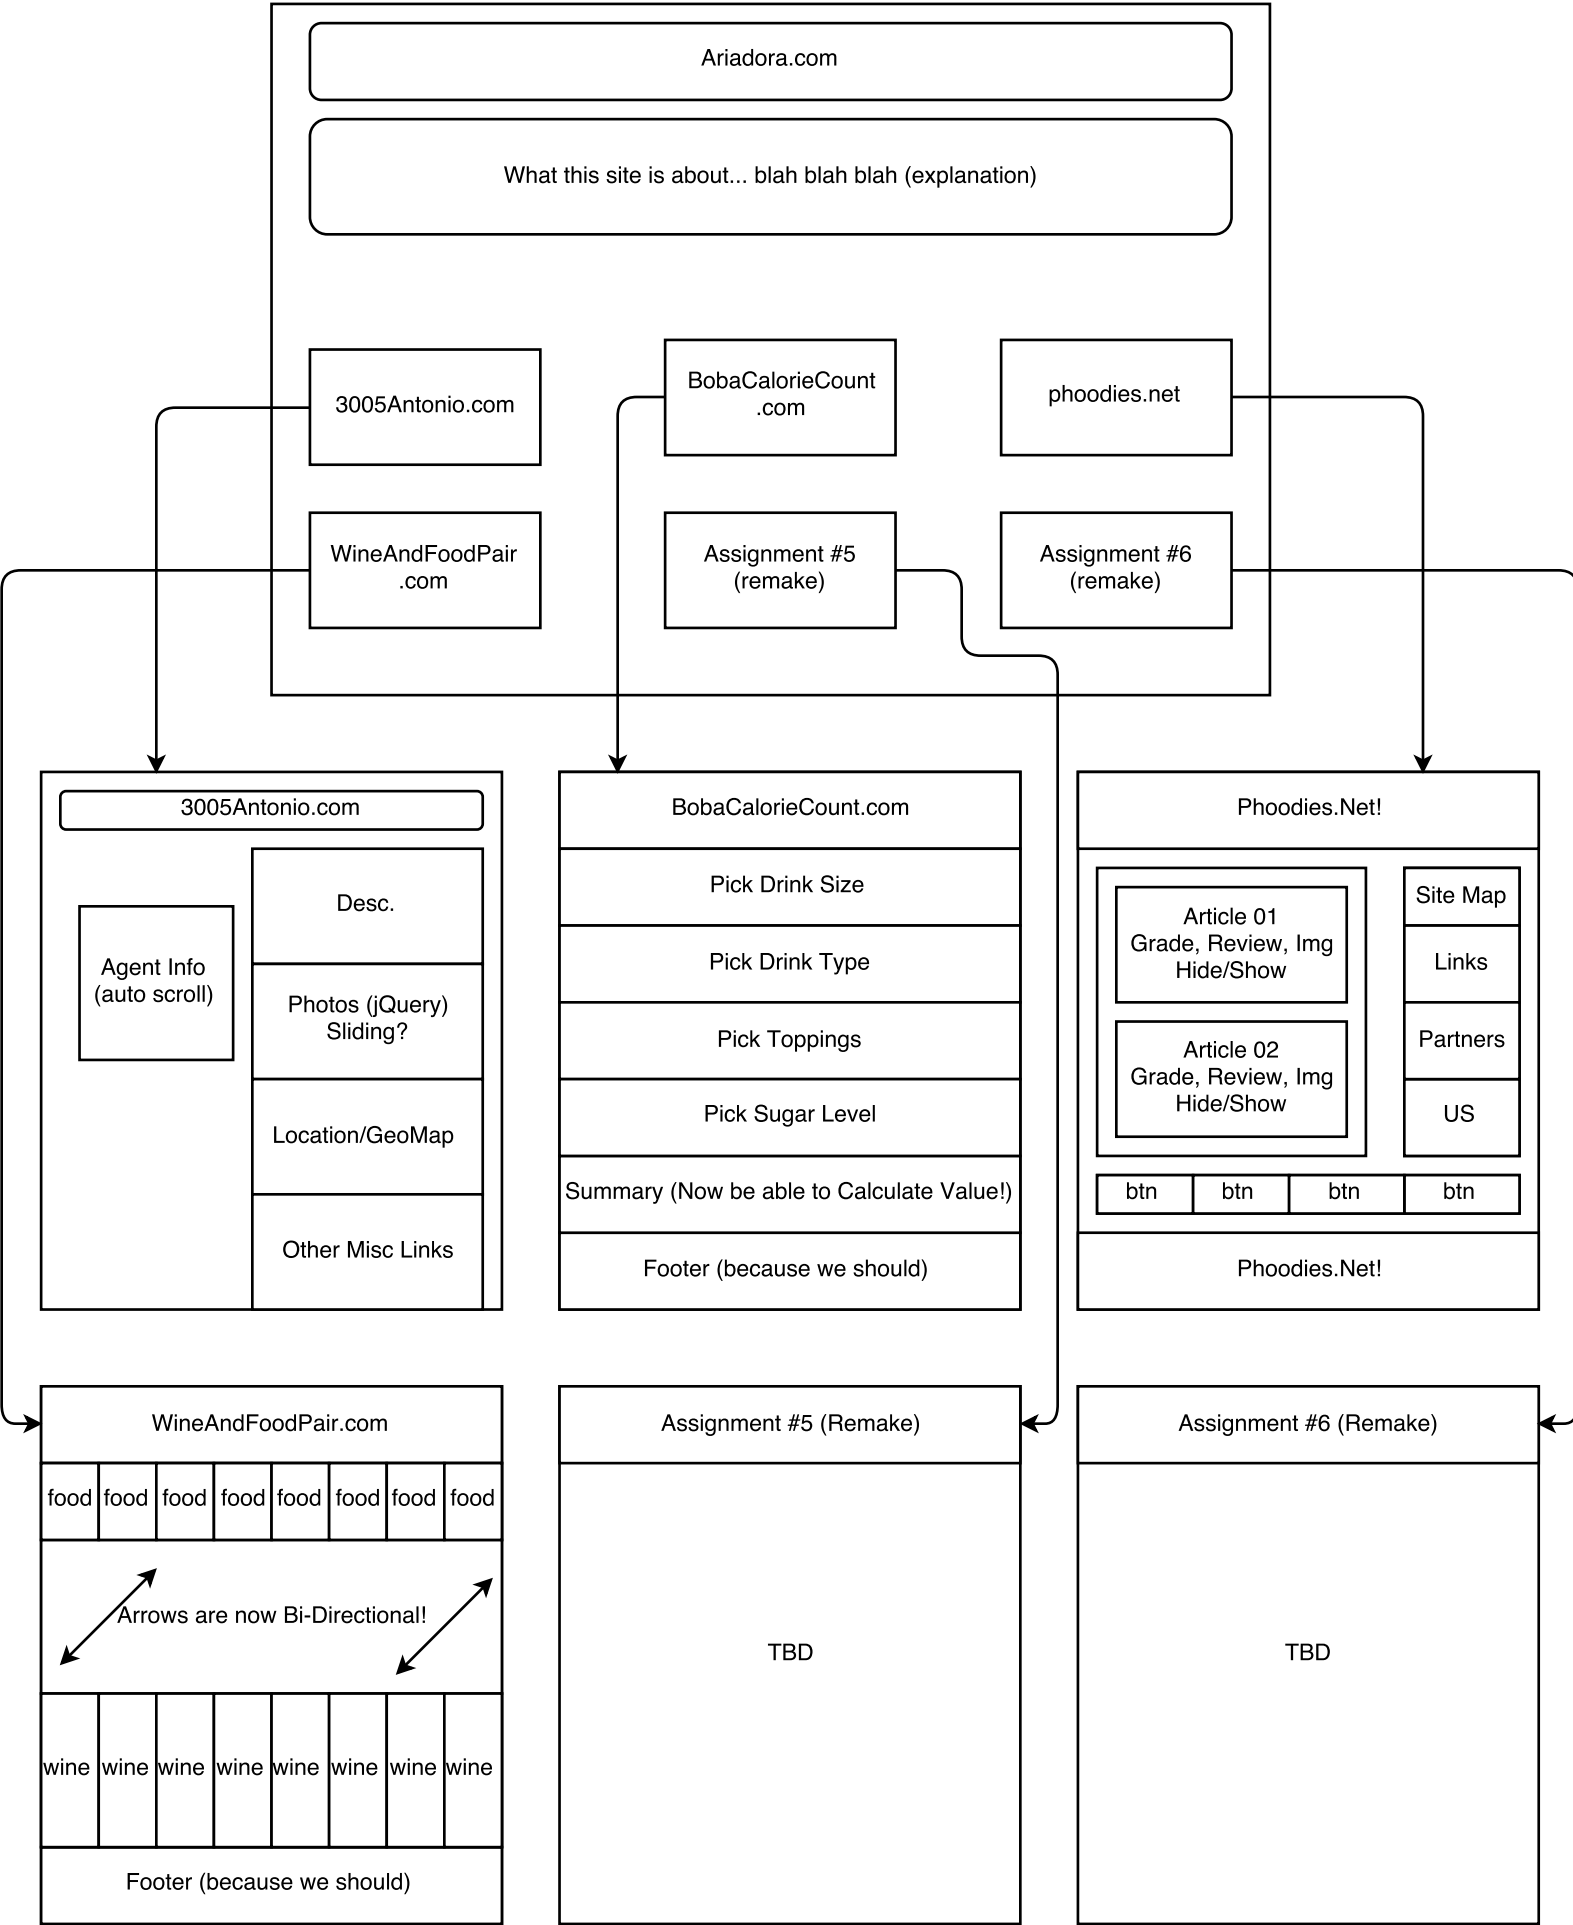 Ariadora.com
What this site is about... blah blah blah (explanation)
3005Antonio.com
BobaCalorieCount
.com
phoodies.net
WineAndFoodPair
.com
Assignment #5
(remake)
Assignment #6
(remake)
3005Antonio.com
Agent Info
(auto scroll)
Desc.
Photos (jQuery)
Sliding?
Location/GeoMap
Other Misc Links
BobaCalorieCount.com
Pick Drink Size
Pick Drink Type
Pick Toppings
Pick Sugar Level
Summary (Now be able to Calculate Value!)
Footer (because we should)
Phoodies.Net!
Article 01
Grade, Review, Img
Hide/Show
Article 02
Grade, Review, Img
Hide/Show
Site Map
Links
Partners
US
btn btn btn btn
Phoodies.Net!
WineAndFoodPair.com
food food food food food food food food
Arrows are now Bi-Directional!
wine wine wine wine wine wine wine wine
Footer (because we should)
Assignment #5 (Remake)
TBD
Assignment #6 (Remake)
TBD